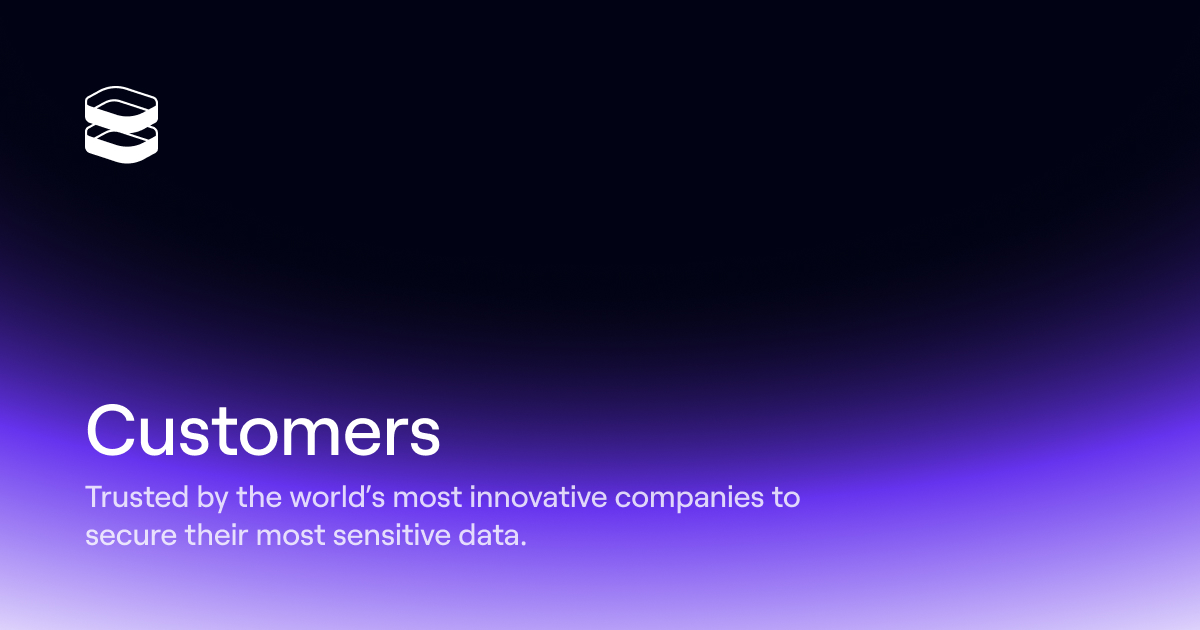 Customers
Trusted by the world’s most innovative companies to
secure their most sensitive data.